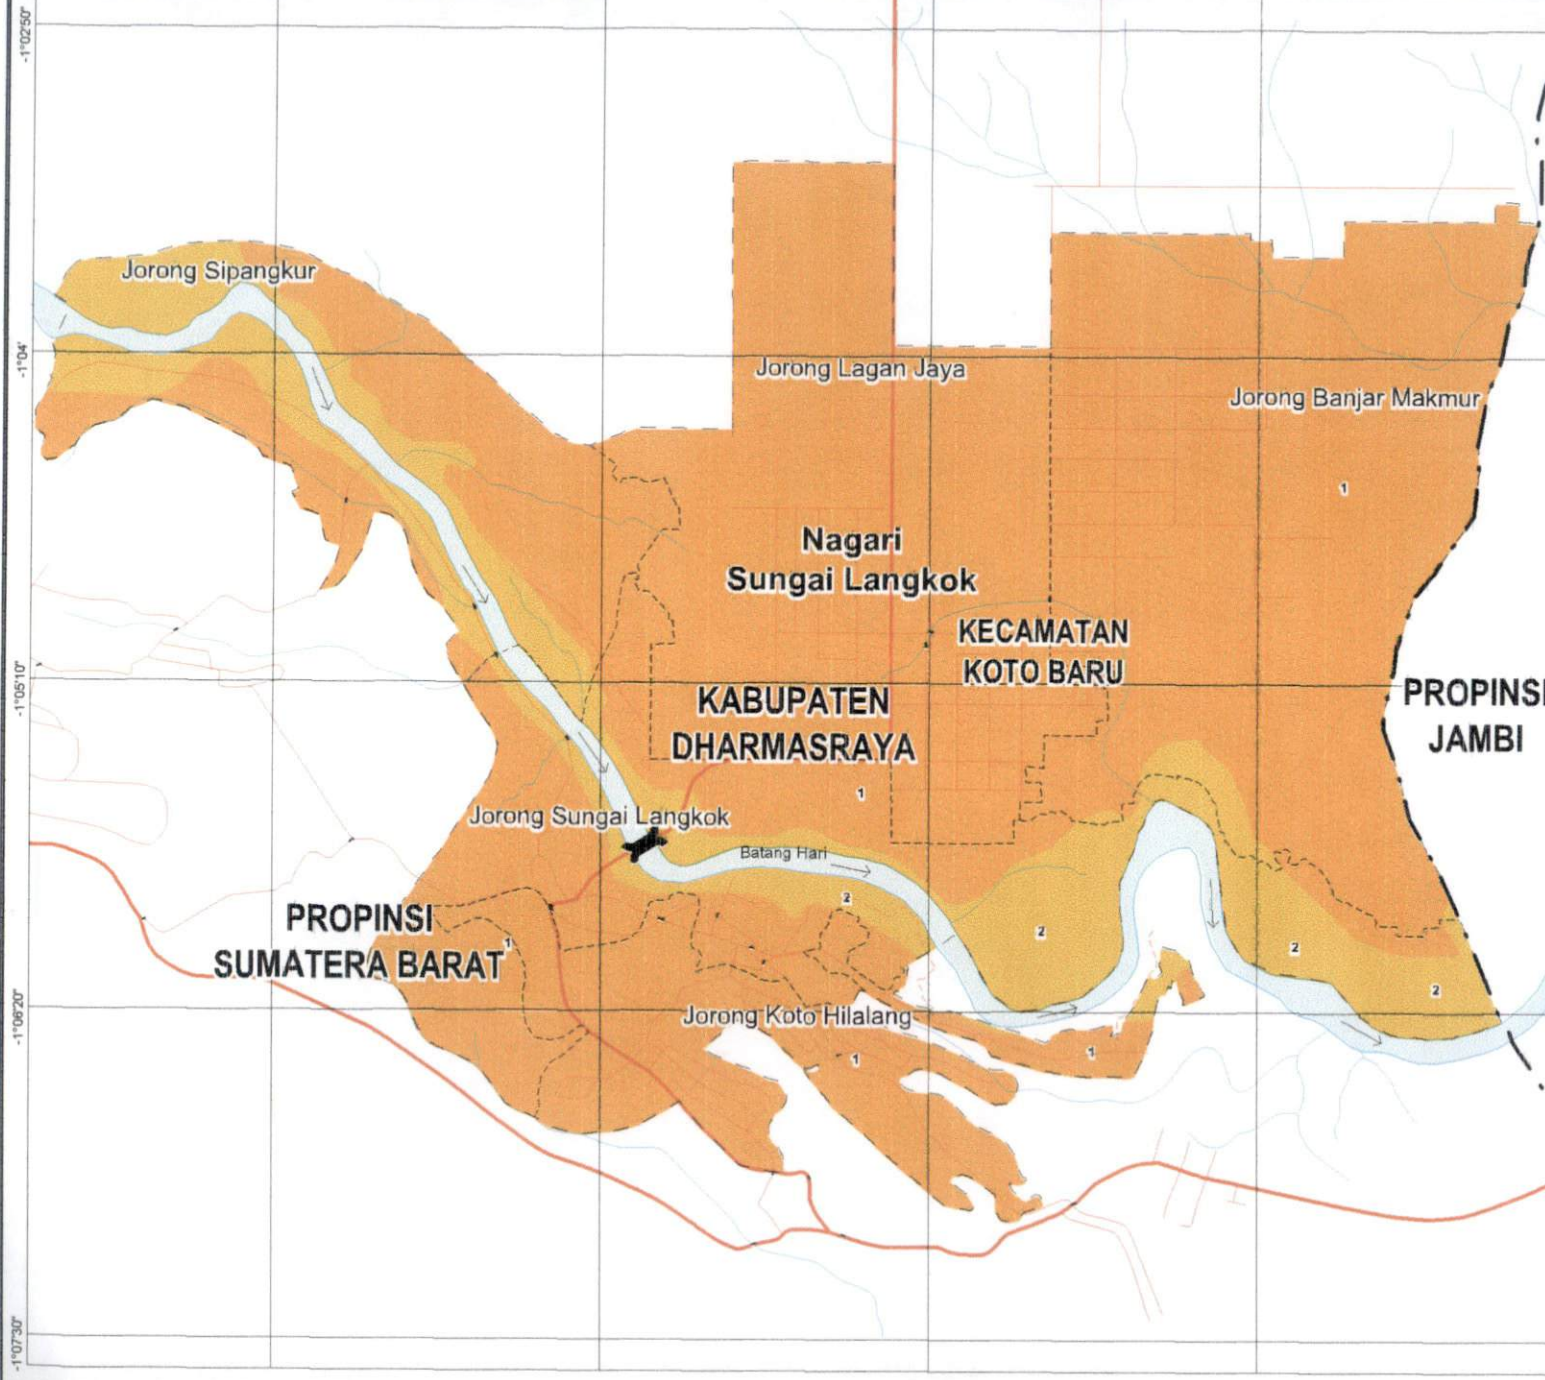 -1°02'50"
Jorong Sipangkur
-1°04'
Jorong Lagan Jaya
Jorong Banjar Makmur
1
Nagari
Sungai Langkok
KECAMATAN
KOTO BARU
-1°05'10"
KABUPATEN
DHARMASRAYA
PROPINSI
JAMBI
1
Jorong Sungai Langkok
Batang Hari
2
2
2
2
PROPINSI
SUMATERA BARAT
1
-1°06'20"
Jorong Koto Hilalang
1
1
-1°07'30"